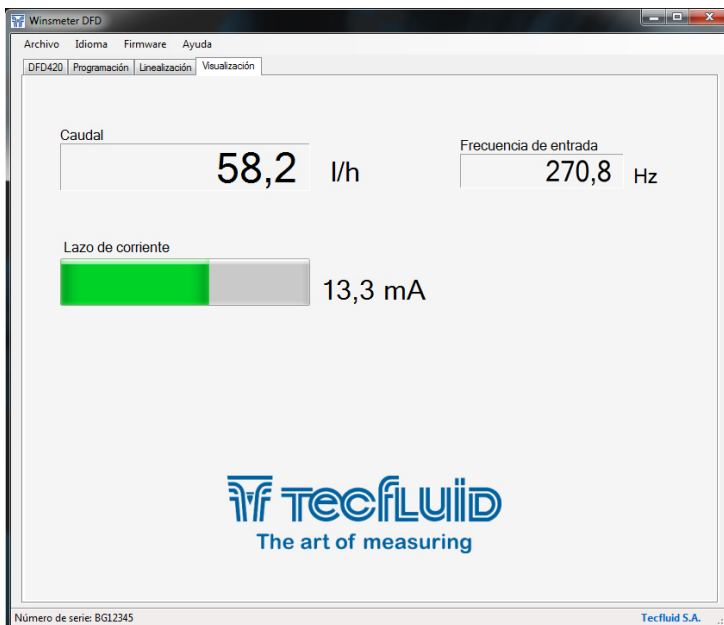 Winsmeter DFD
Archivo Idioma Firmware Ayuda
DFD420 Programación Linealización Visualización
Caudal
58,2 l/h
Frecuencia de entrada
270,8 Hz
Lazo de corriente
13,3 mA
TECFLUID
The art of measuring
Número de serie: BG12345 Tecfluid S.A.